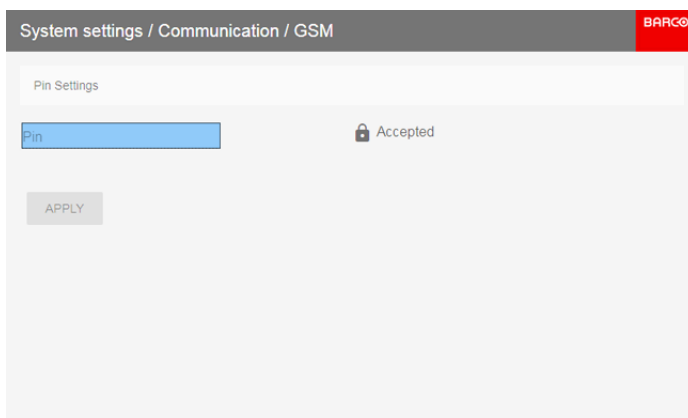 System settings / Communication / GSM
BARCO
Pin Settings
Pin
Accepted
APPLY